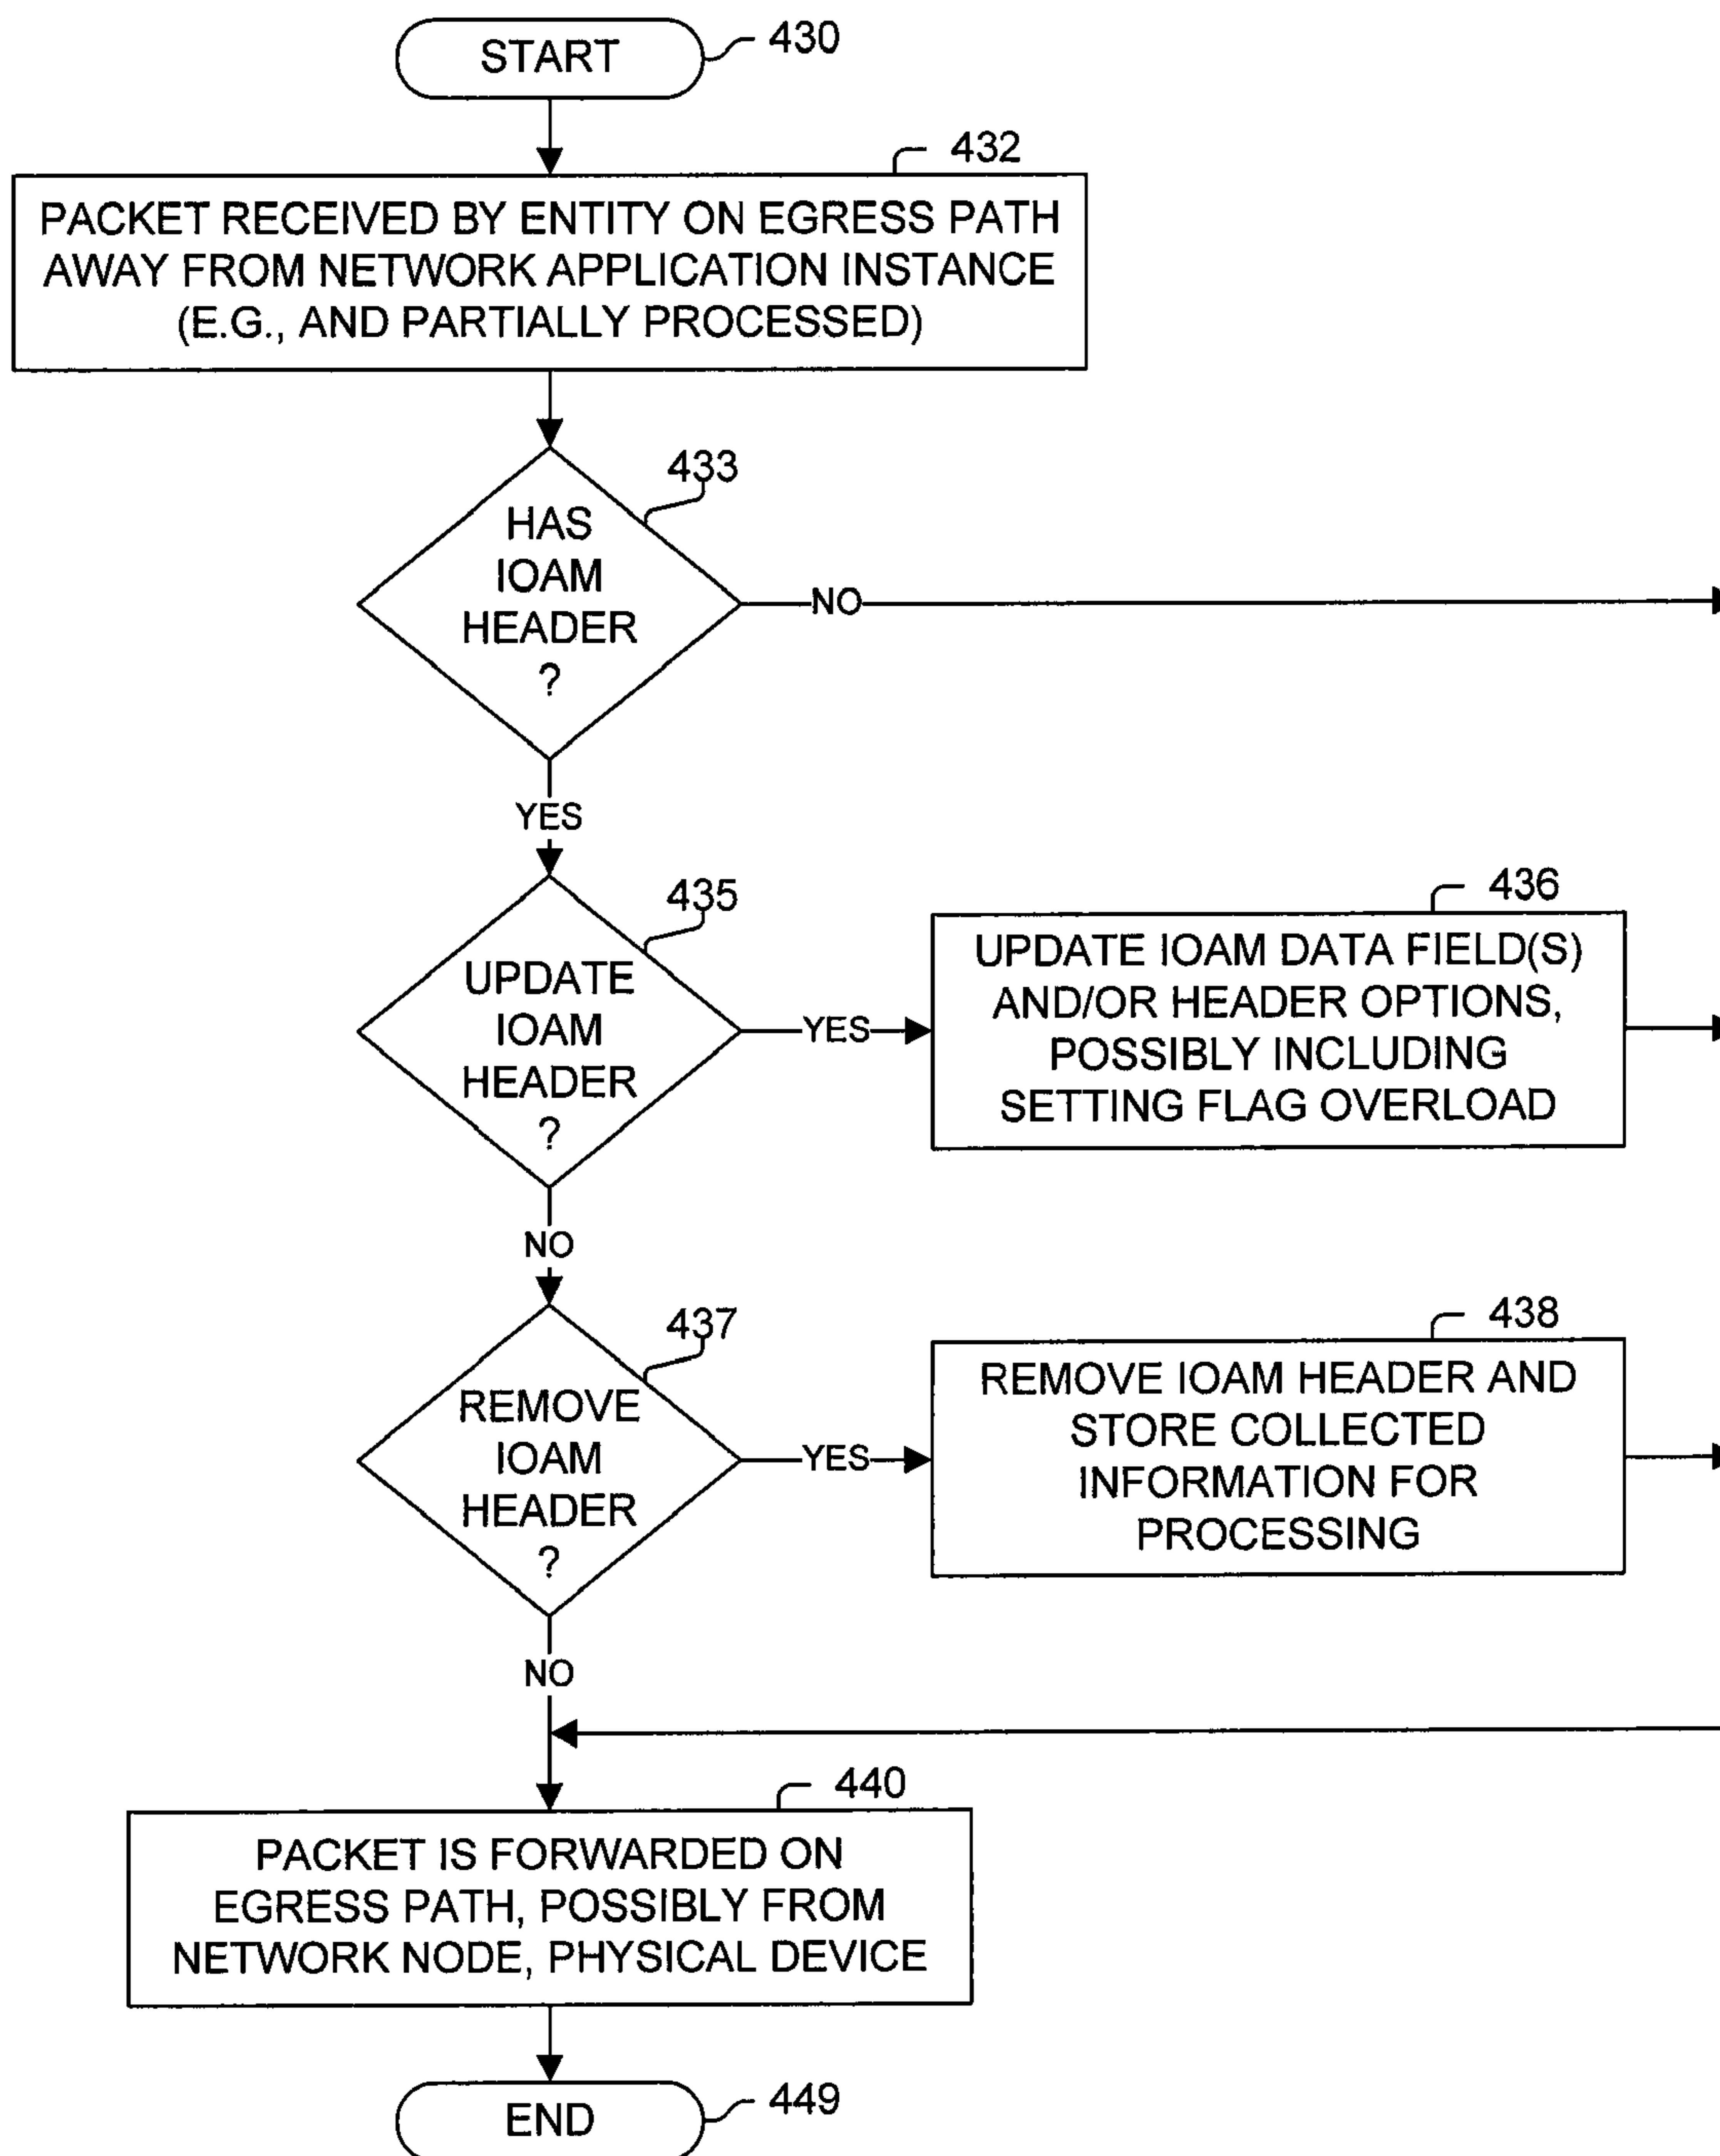 START
430
432
PACKET RECEIVED BY ENTITY ON EGRESS PATH
AWAY FROM NETWORK APPLICATION INSTANCE
(E.G., AND PARTIALLY PROCESSED)
433
HAS
IOAM
HEADER
?
NO
YES
435
UPDATE
IOAM
HEADER
?
YES
436
UPDATE IOAM DATA FIELD(S)
AND/OR HEADER OPTIONS,
POSSIBLY INCLUDING
SETTING FLAG OVERLOAD
NO
437
REMOVE
IOAM
HEADER
?
YES
438
REMOVE IOAM HEADER AND
STORE COLLECTED
INFORMATION FOR
PROCESSING
NO
440
PACKET IS FORWARDED ON
EGRESS PATH, POSSIBLY FROM
NETWORK NODE, PHYSICAL DEVICE
END
449